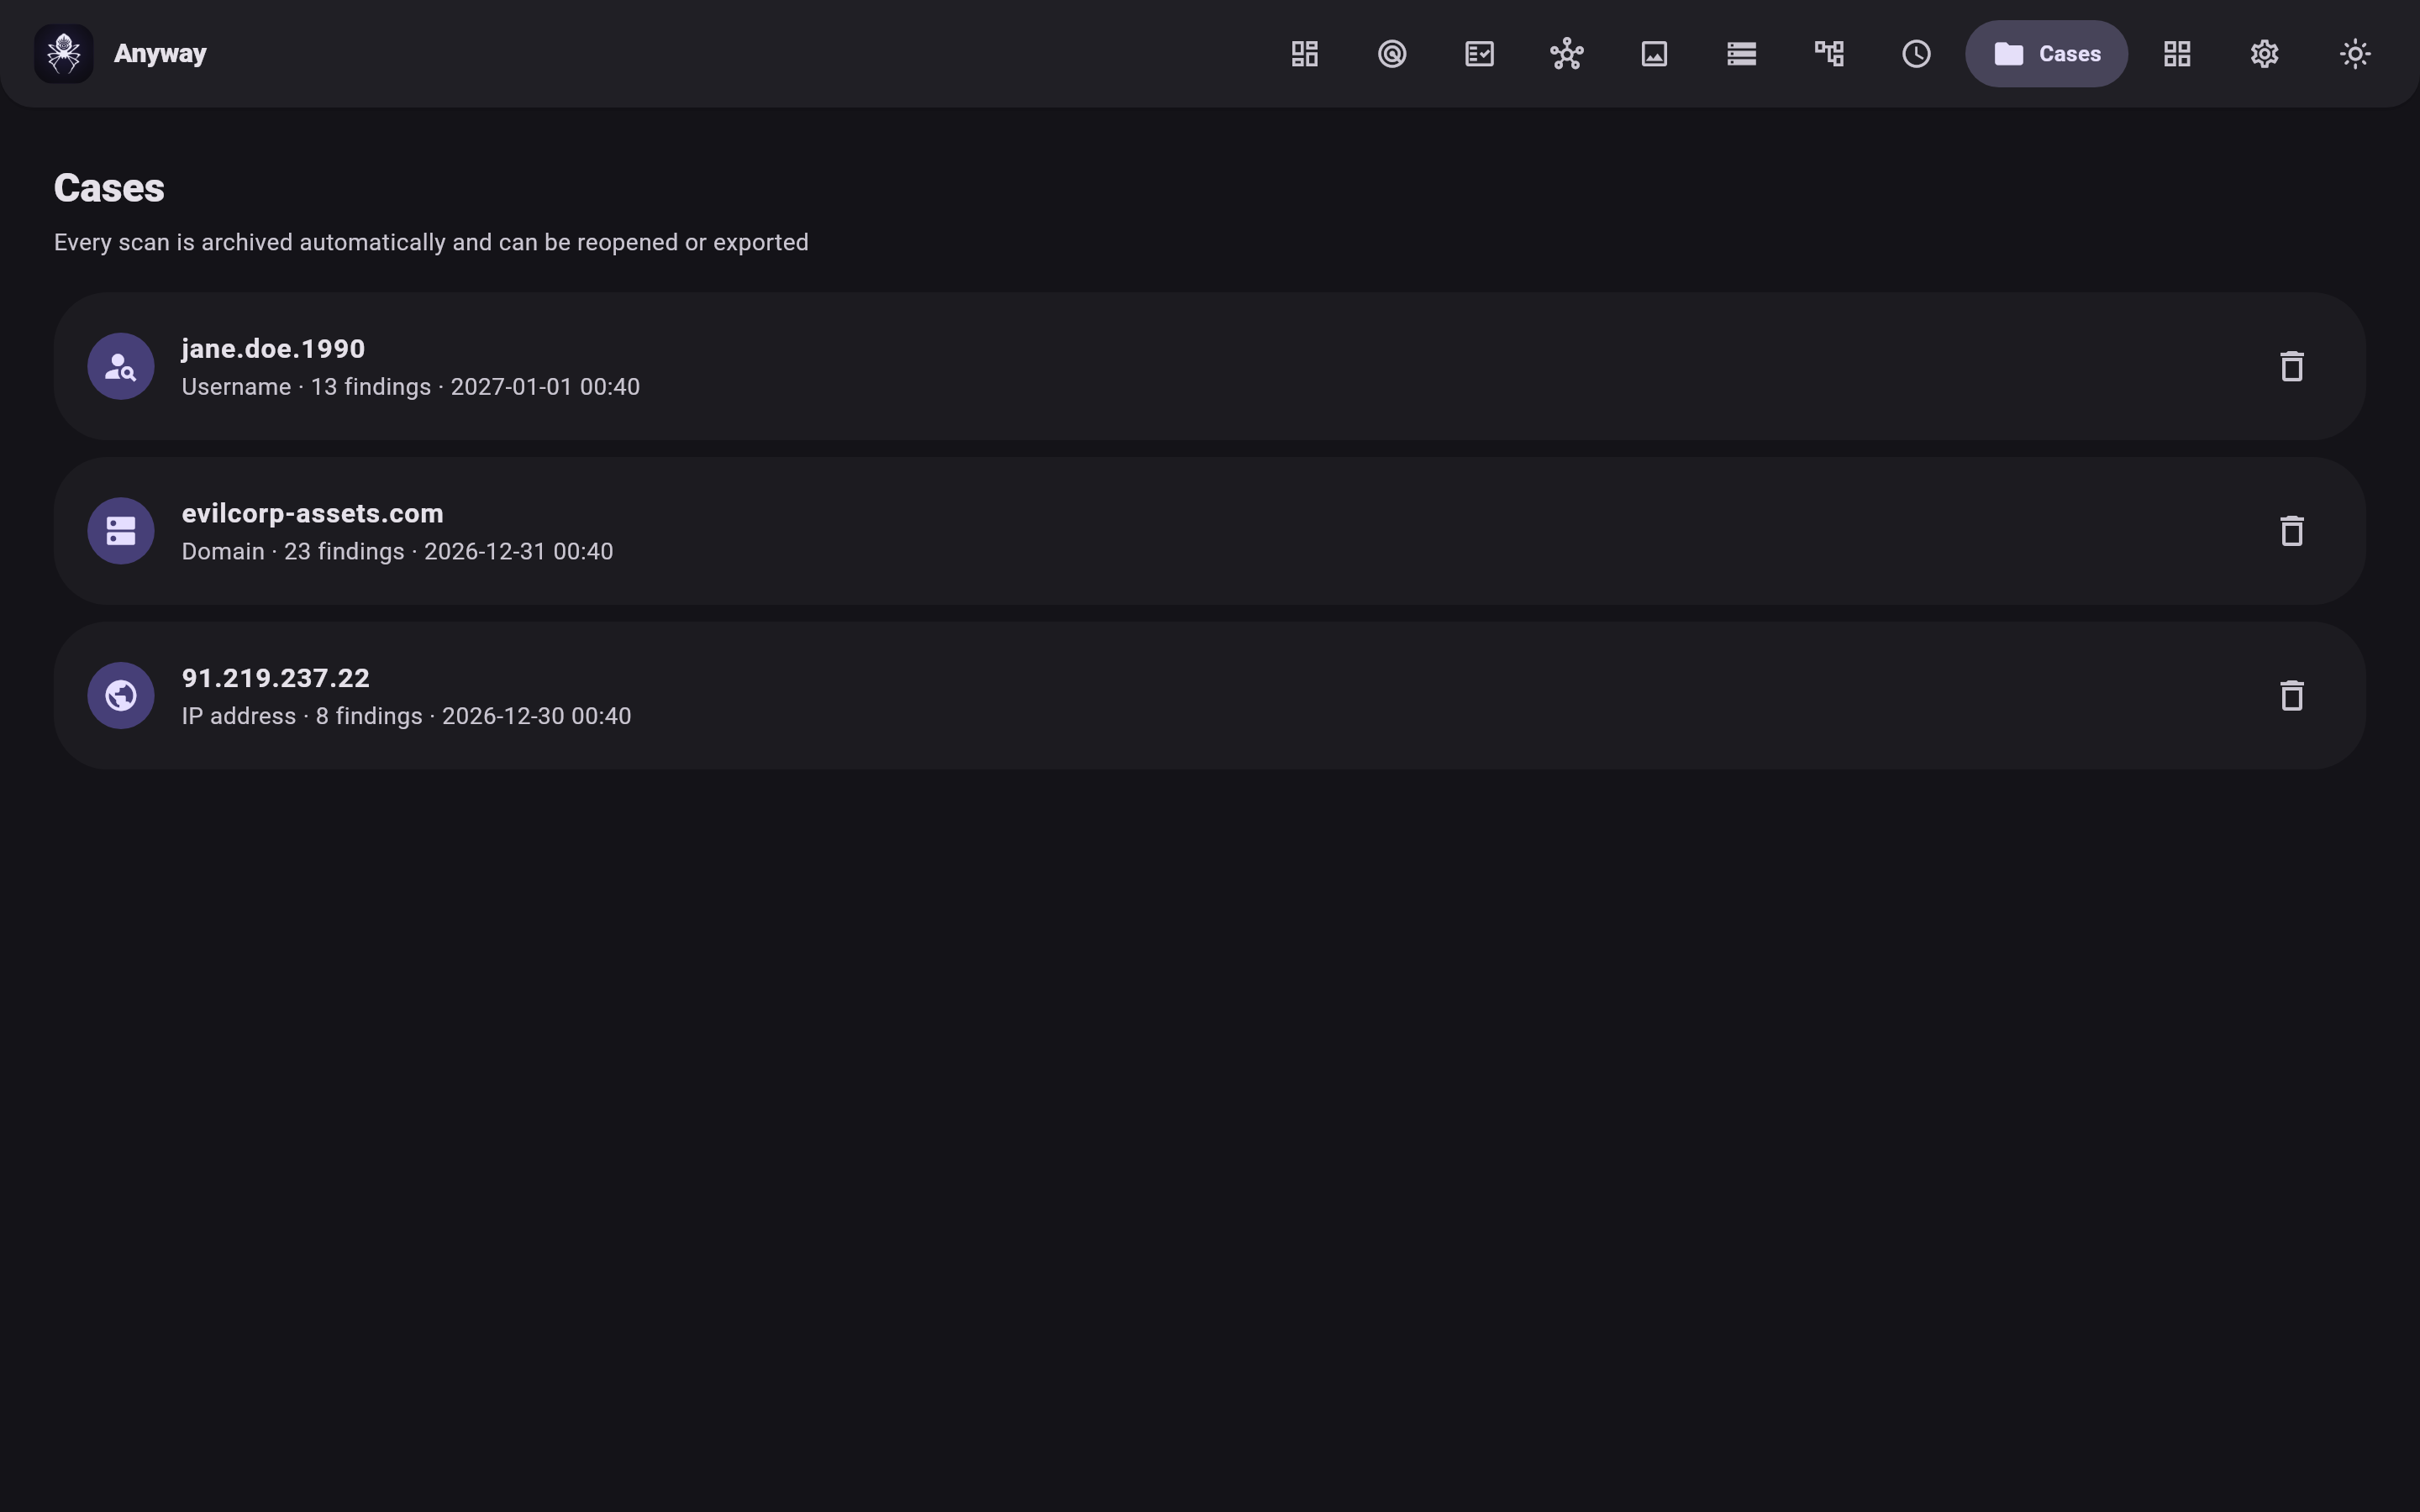 Anyway
Cases
Cases
Every scan is archived automatically and can be reopened or exported
jane.doe.1990
Username · 13 findings · 2027-01-01 00:40
evilcorp-assets.com
Domain · 23 findings · 2026-12-31 00:40
91.219.237.22
IP address · 8 findings · 2026-12-30 00:40